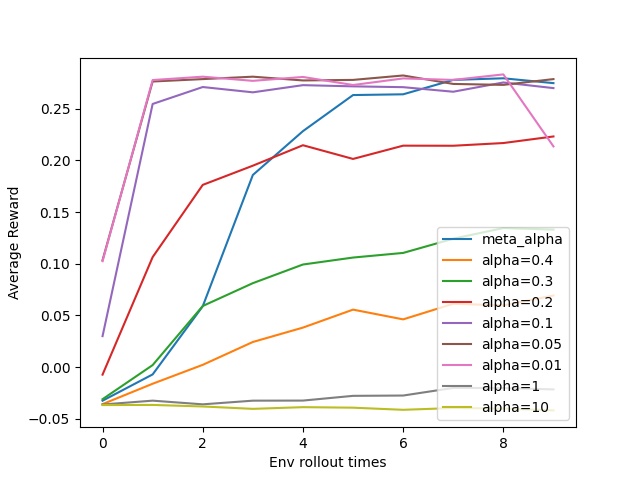 Average Reward
0.25
0.20
0.15
0.10
0.05
0.00
−0.05
0
2
4
6
8
Env rollout times
meta_alpha
alpha=0.4
alpha=0.3
alpha=0.2
alpha=0.1
alpha=0.05
alpha=0.01
alpha=1
alpha=10